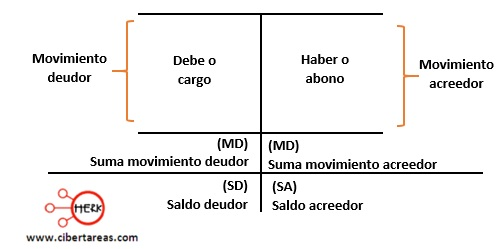 Movimiento
deudor
Debe o
cargo
Haber o
abono
Movimiento
acreedor
(MD)
Suma movimiento deudor
(MD)
Suma movimiento acreedor
(SD)
Saldo deudor
(SA)
Saldo acreedor
HERK
www.cibertareas.com